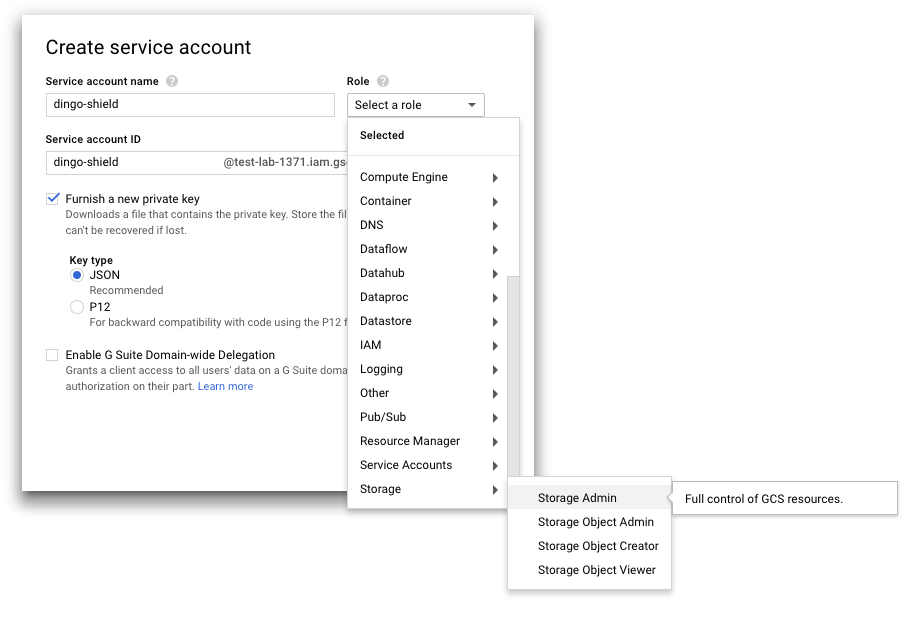 Create service account
Service account name ?
Role ?
dingo-shield
Select a role
Service account ID
dingo-shield @test-lab-1371.iam.gs
Furnish a new private key
Downloads a file that contains the private key. Store the fil
can't be recovered if lost.
Key type
JSON
Recommended
P12
For backward compatibility with code using the P12 f
Enable G Suite Domain-wide Delegation
Grants a client access to all users' data on a G Suite doma
authorization on their part. Learn more
Selected
Compute Engine
Container
DNS
Dataflow
Datahub
Dataproc
Datastore
IAM
Logging
Other
Pub/Sub
Resource Manager
Service Accounts
Storage
Storage Admin
Storage Object Admin
Storage Object Creator
Storage Object Viewer
Full control of GCS resources.